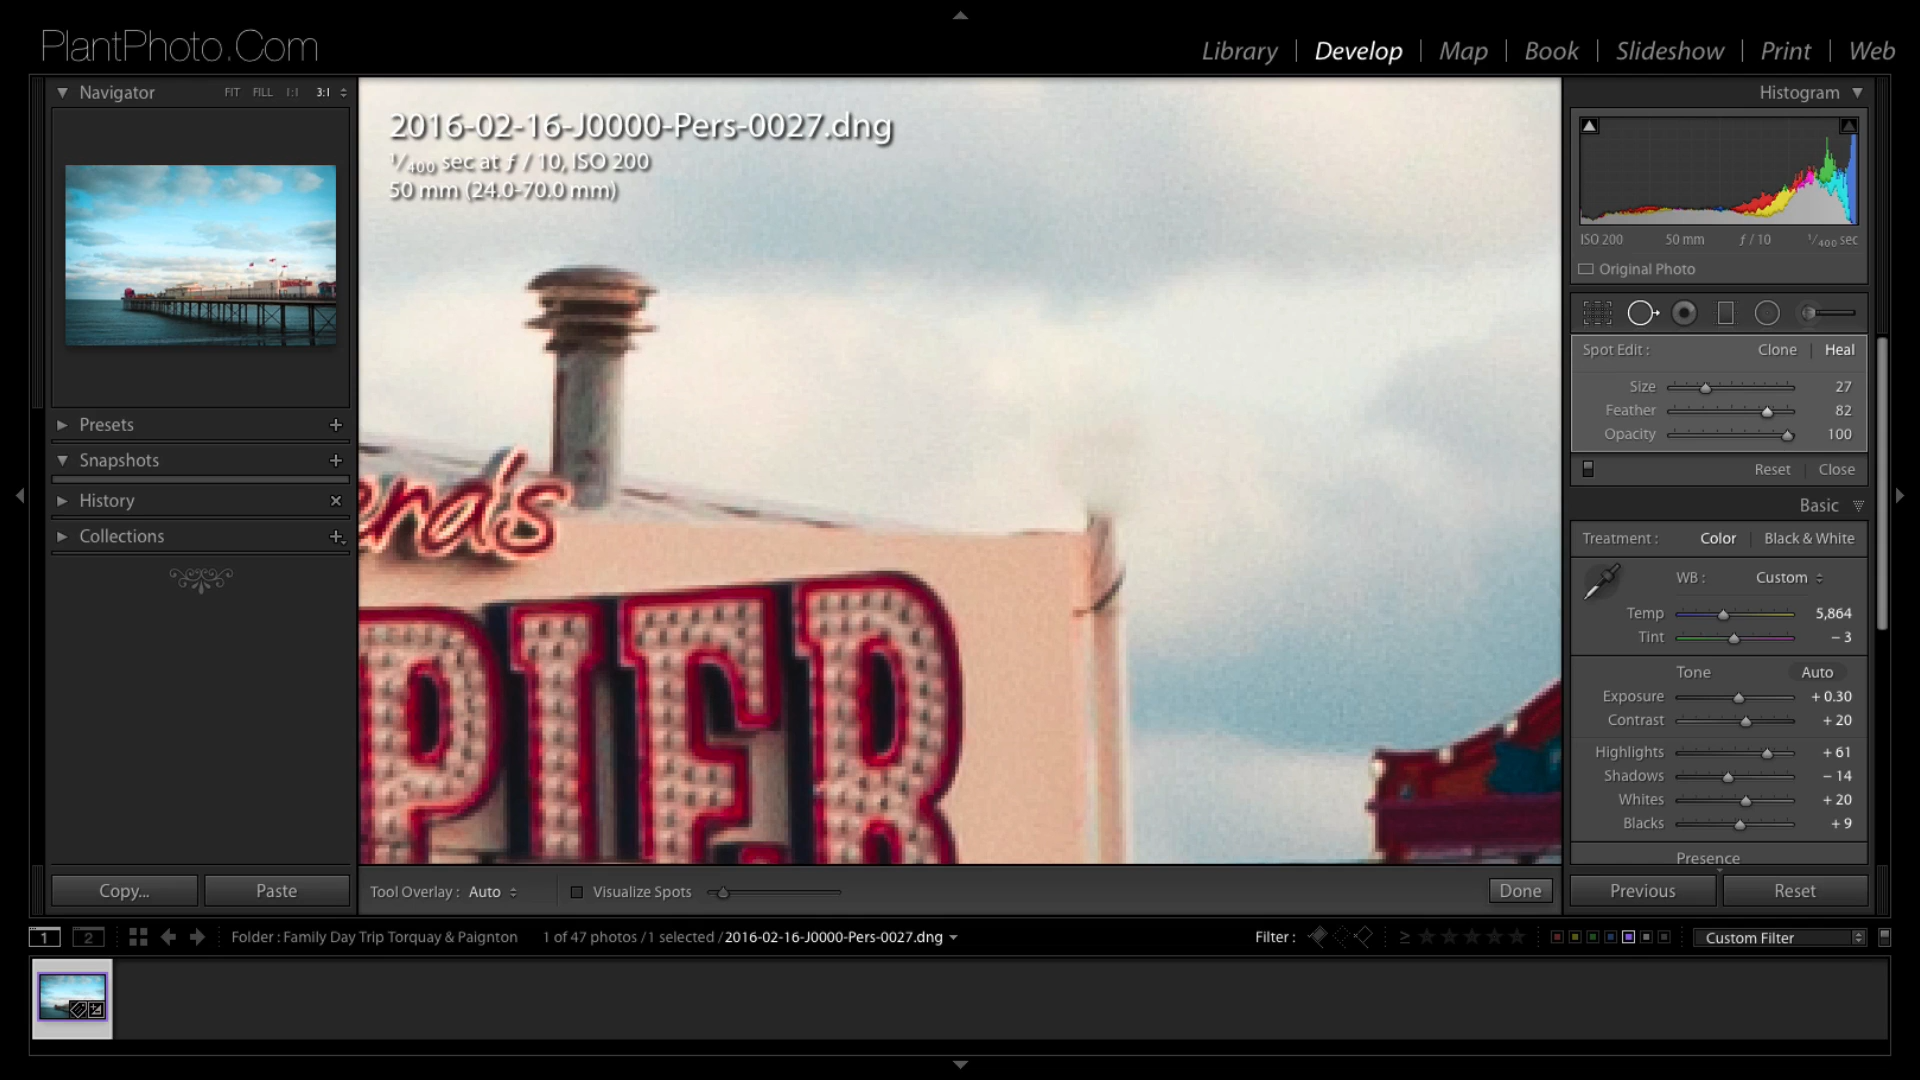 PlantPhoto.Com
Library | Develop | Map | Book | Slideshow | Print | Web
Navigator FIT FILL 1:1 3:1
Presets
Snapshots
History
Collections
Copy... Paste
2016-02-16-J0000-Pers-0027.dng
1/400 sec at ƒ / 10, ISO 200
50 mm (24.0-70.0 mm)
end's
PIER
Histogram
ISO 200 50 mm ƒ / 10 1/400 sec
Original Photo
Spot Edit : Clone | Heal
Size 27
Feather 82
Opacity 100
Reset | Close
Basic
Treatment : Color | Black & White
WB : Custom
Temp 5,864
Tint – 3
Tone Auto
Exposure + 0.30
Contrast + 20
Highlights + 61
Shadows – 14
Whites + 20
Blacks + 9
Presence
Tool Overlay : Auto Visualize Spots Done
Previous Reset
1 2 Folder : Family Day Trip Torquay & Paignton 1 of 47 photos /1 selected /2016-02-16-J0000-Pers-0027.dng Filter : ≥ Custom Filter